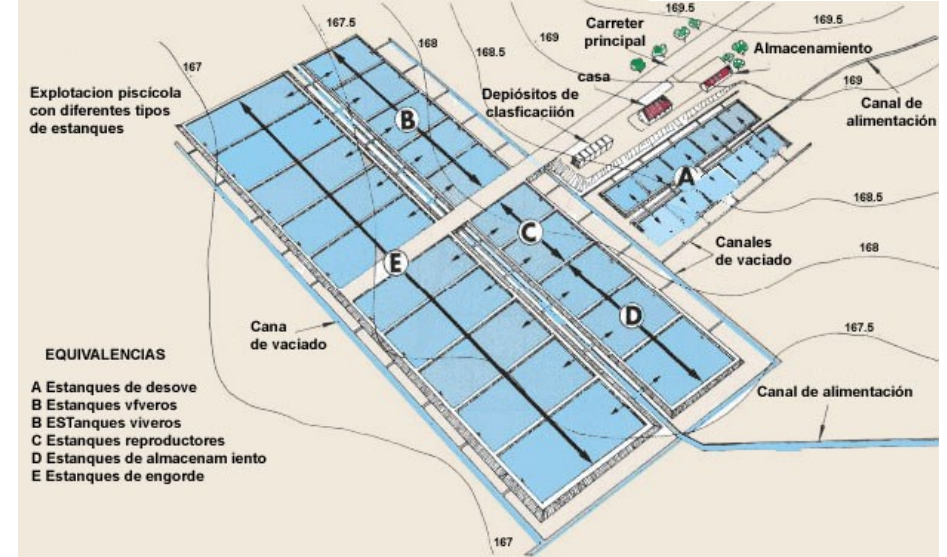 167.5
169.5
169.5
167
168
168.5
169
Carreter
principal
Almacenamiento
casa
169
Explotacion piscícola
con diferentes tipos
de estanques
Depiósitos de
clasficaciión
Canal de
alimentación
B
A
168.5
C
Canales
de vaciado
168
E
D
Cana
de vaciado
167.5
EQUIVALENCIAS
A Estanques de desove
B Estanques vfveros
B ESTanques viveros
C Estanques reproductores
D Estanques de almacenam iento
E Estanques de engorde
Canal de alimentación
167